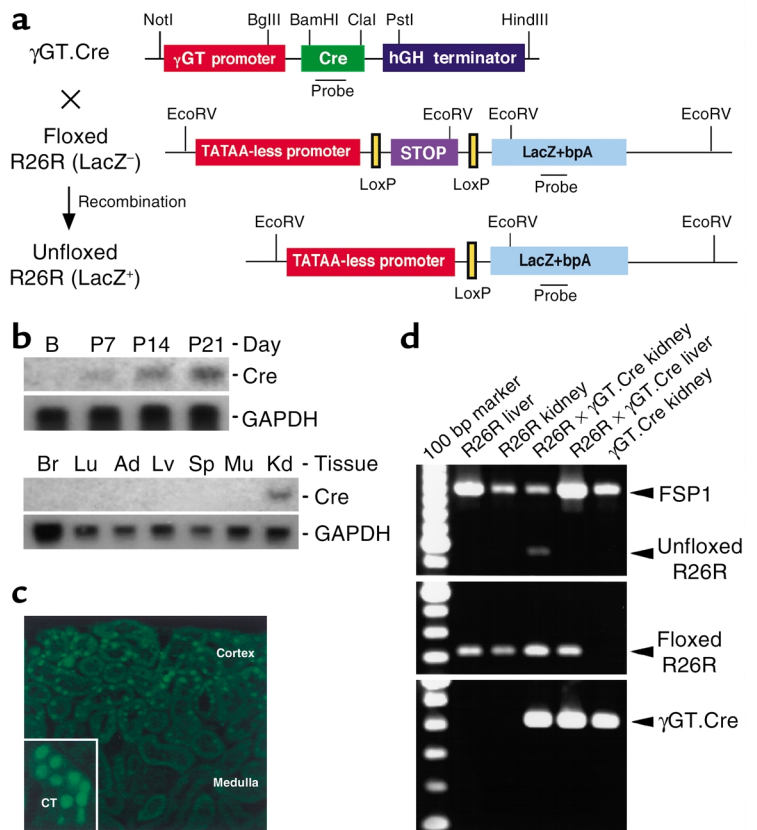 a
NotI BglII BamHI ClaI PstI HindIII
γGT.Cre
γGT promoter Cre hGH terminator
Probe
×
EcoRV EcoRV EcoRV EcoRV
Floxed
R26R (LacZ⁻)
TATAA-less promoter STOP LacZ+bpA
LoxP LoxP Probe
Recombination
EcoRV EcoRV EcoRV
Unfloxed
R26R (LacZ⁺)
TATAA-less promoter LacZ+bpA
LoxP Probe
b
B P7 P14 P21 - Day
- Cre
- GAPDH
Br Lu Ad Lv Sp Mu Kd - Tissue
- Cre
- GAPDH
c
Cortex
Medulla
CT
d
100 bp marker
R26R liver
R26R kidney
R26R × γGT.Cre kidney
R26R × γGT.Cre liver
γGT.Cre kidney
FSP1
Unfloxed
R26R
Floxed
R26R
γGT.Cre